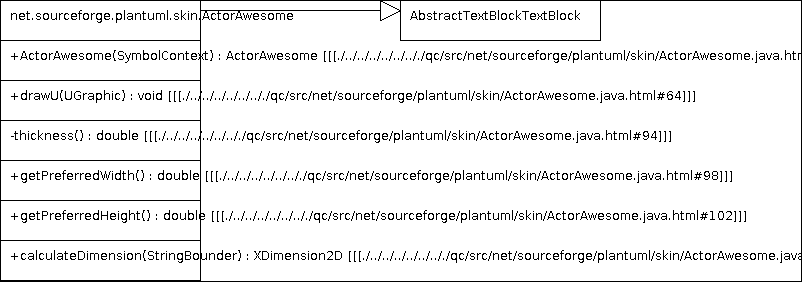 net.sourceforge.plantuml.skin.ActorAwesome
AbstractTextBlockTextBlock
+ActorAwesome(SymbolContext) : ActorAwesome [[[./../../../../../../../qc/src/net/sourceforge/plantuml/skin/ActorAwesome.java.htm
+drawU(UGraphic) : void [[[./../../../../../../../qc/src/net/sourceforge/plantuml/skin/ActorAwesome.java.html#64]]]
-thickness() : double [[[./../../../../../../../qc/src/net/sourceforge/plantuml/skin/ActorAwesome.java.html#94]]]
+getPreferredWidth() : double [[[./../../../../../../../qc/src/net/sourceforge/plantuml/skin/ActorAwesome.java.html#98]]]
+getPreferredHeight() : double [[[./../../../../../../../qc/src/net/sourceforge/plantuml/skin/ActorAwesome.java.html#102]]]
+calculateDimension(StringBounder) : XDimension2D [[[./../../../../../../../qc/src/net/sourceforge/plantuml/skin/ActorAwesome.java